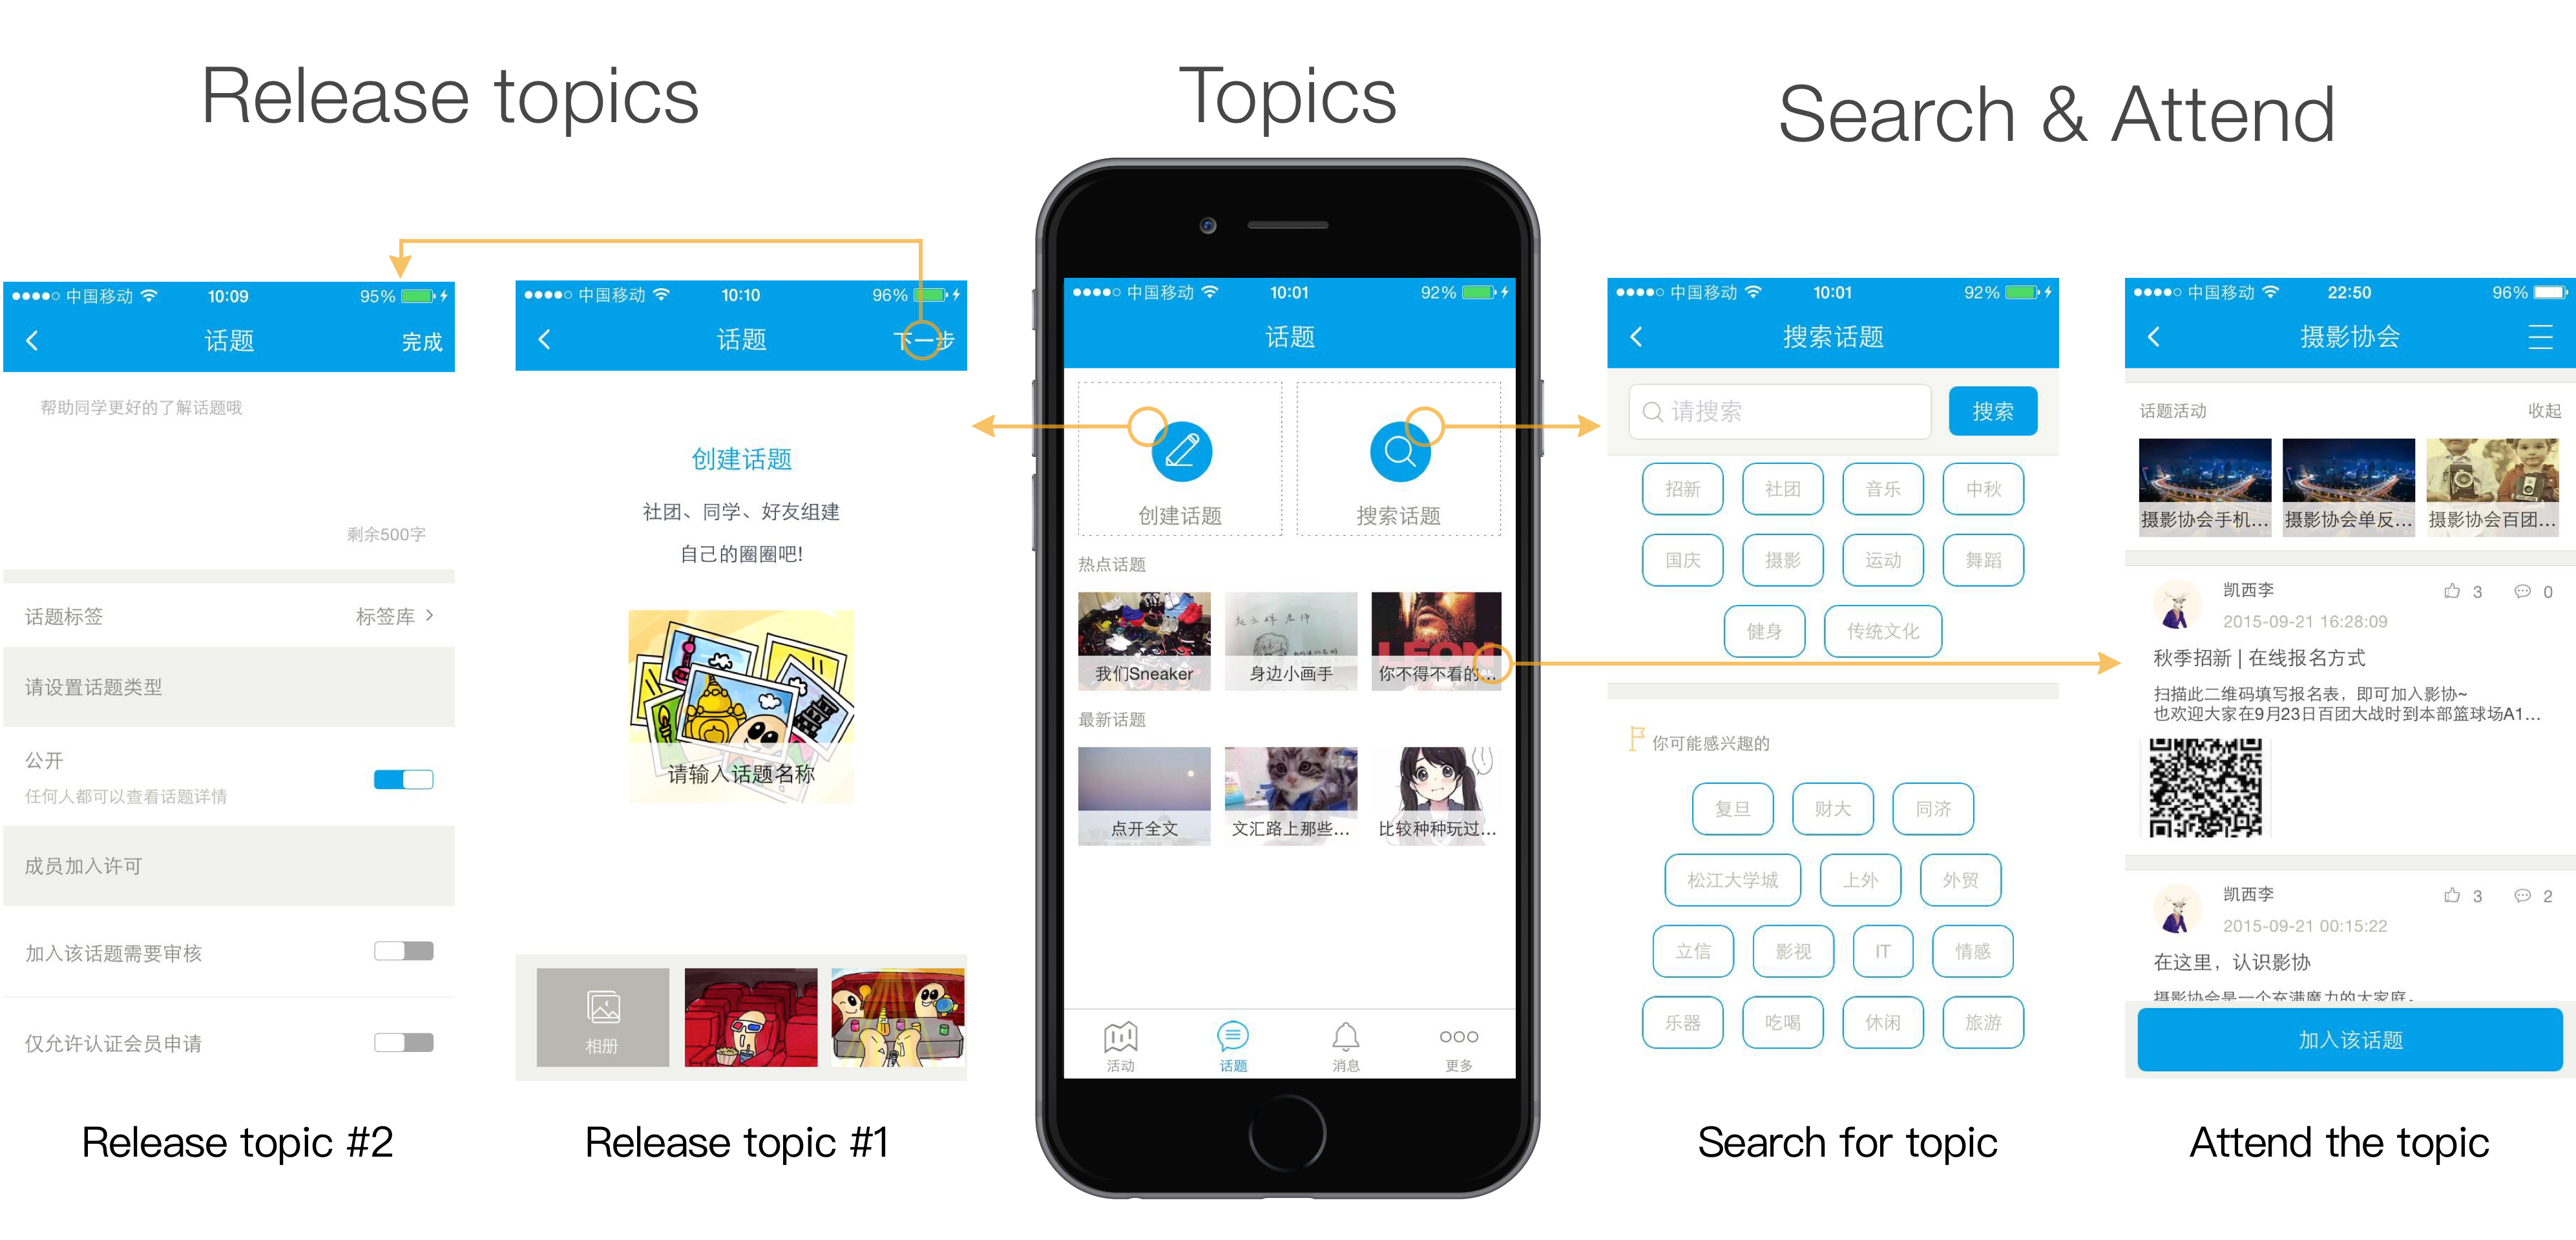 Release topics
Topics
Search & Attend
中国移动 10:09 95%
话题 完成
帮助同学更好的了解话题哦
剩余500字
话题标签 标签库
请设置话题类型
公开
任何人都可以查看话题详情
成员加入许可
加入该话题需要审核
仅允许认证会员申请
Release topic #2
中国移动 10:10 96%
话题 下一步
创建话题
社团、同学、好友组建
自己的圈圈吧!
请输入话题名称
相册
Release topic #1
中国移动 10:01 92%
话题
创建话题 搜索话题
热点话题
LEON
我们Sneaker 身边小画手 你不得不看的...
最新话题
点开全文 文汇路上那些... 比较种种玩过...
活动 话题 消息 更多
中国移动 10:01 92%
搜索话题
请搜索 搜索
招新 社团 音乐 中秋
国庆 摄影 运动 舞蹈
健身 传统文化
你可能感兴趣的
复旦 财大 同济
松江大学城 上外 外贸
立信 影视 IT 情感
乐器 吃喝 休闲 旅游
Search for topic
中国移动 22:50 96%
摄影协会
话题活动 收起
摄影协会手机... 摄影协会单反... 摄影协会百团...
凯西李 3 0
2015-09-21 16:28:09
秋季招新 | 在线报名方式
扫描此二维码填写报名表，即可加入影协~
也欢迎大家在9月23日百团大战时到本部篮球场A1...
凯西李 3 2
2015-09-21 00:15:22
在这里，认识影协
摄影协会是一个充满魔力的大家庭。
加入该话题
Attend the topic